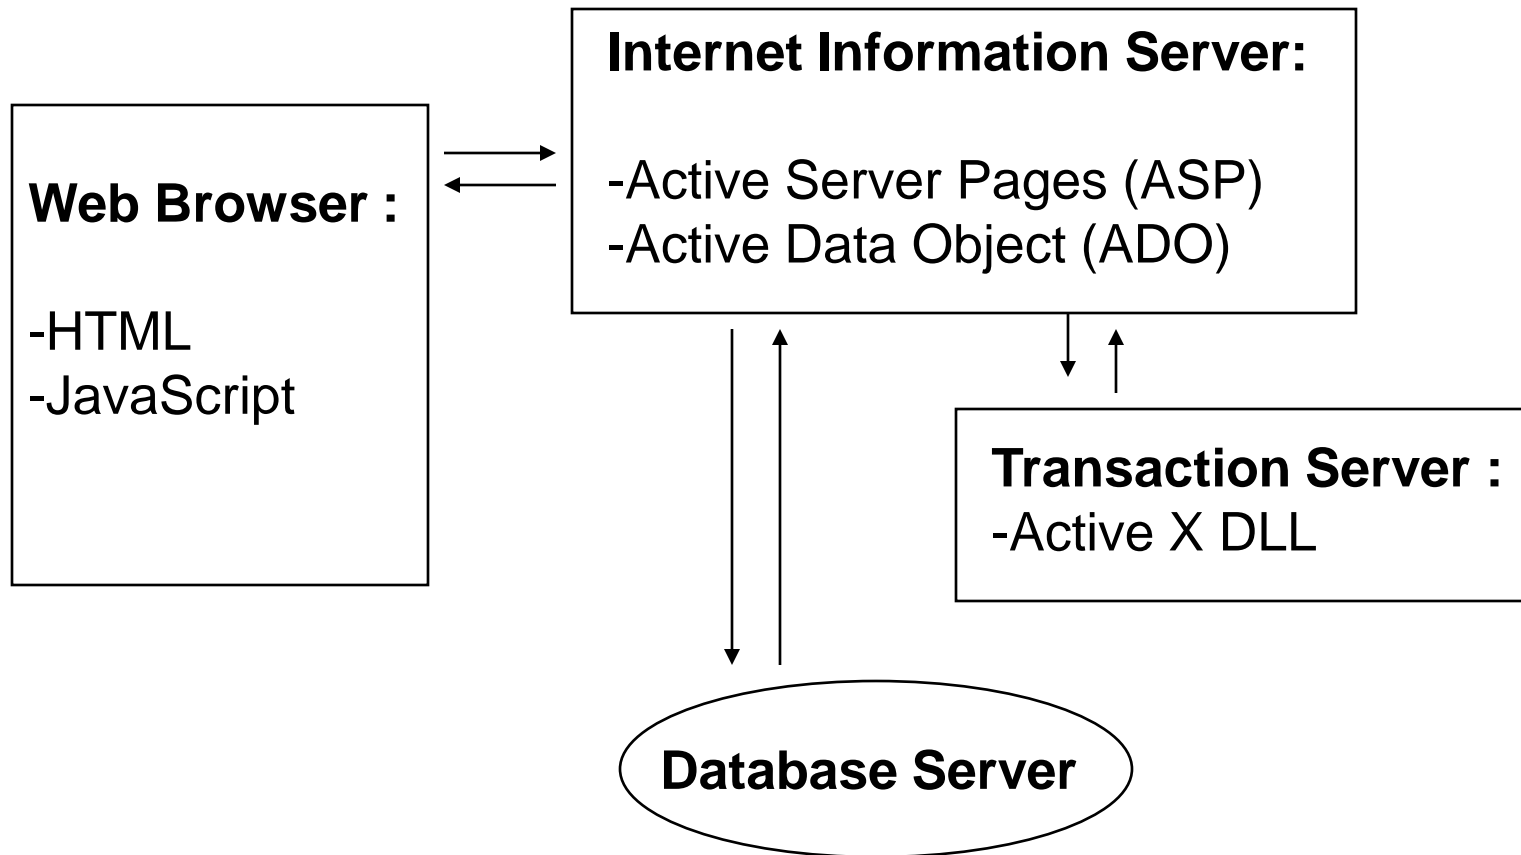 Internet Information Server:
-Active Server Pages (ASP)
-Active Data Object (ADO)
Web Browser :
-HTML
-JavaScript
Transaction Server :
-Active X DLL
Database Server